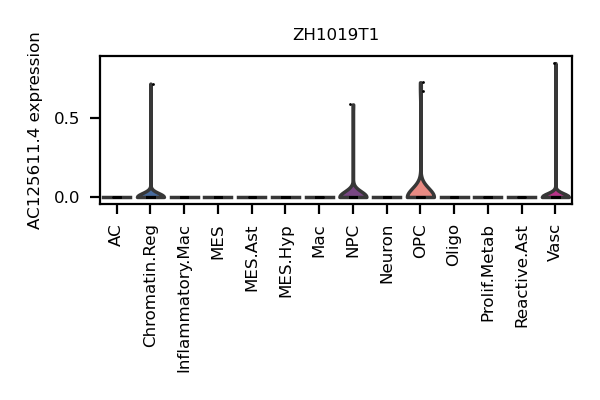 ZH1019T1
AC125611.4 expression
0.5
0.0
AC
Chromatin.Reg
Inflammatory.Mac
MES
MES.Ast
MES.Hyp
Mac
NPC
Neuron
OPC
Oligo
Prolif.Metab
Reactive.Ast
Vasc